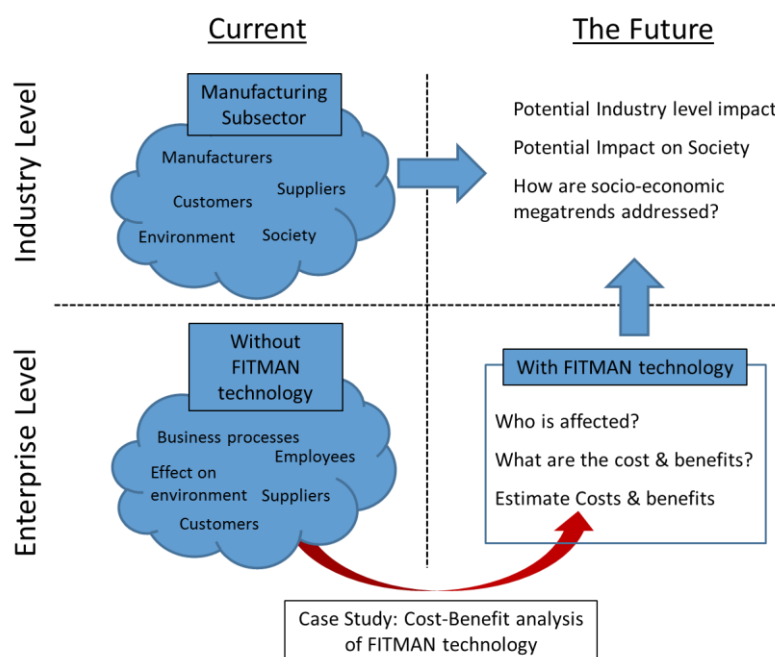 Current
The Future
Industry Level
Manufacturing
Subsector
Manufacturers
Suppliers
Customers
Environment
Society
Potential Industry level impact
Potential Impact on Society
How are socio-economic
megatrends addressed?
Enterprise Level
Without
FITMAN
technology
Business processes
Employees
Effect on
environment
Suppliers
Customers
With FITMAN technology
Who is affected?
What are the cost & benefits?
Estimate Costs & benefits
Case Study: Cost-Benefit analysis
of FITMAN technology